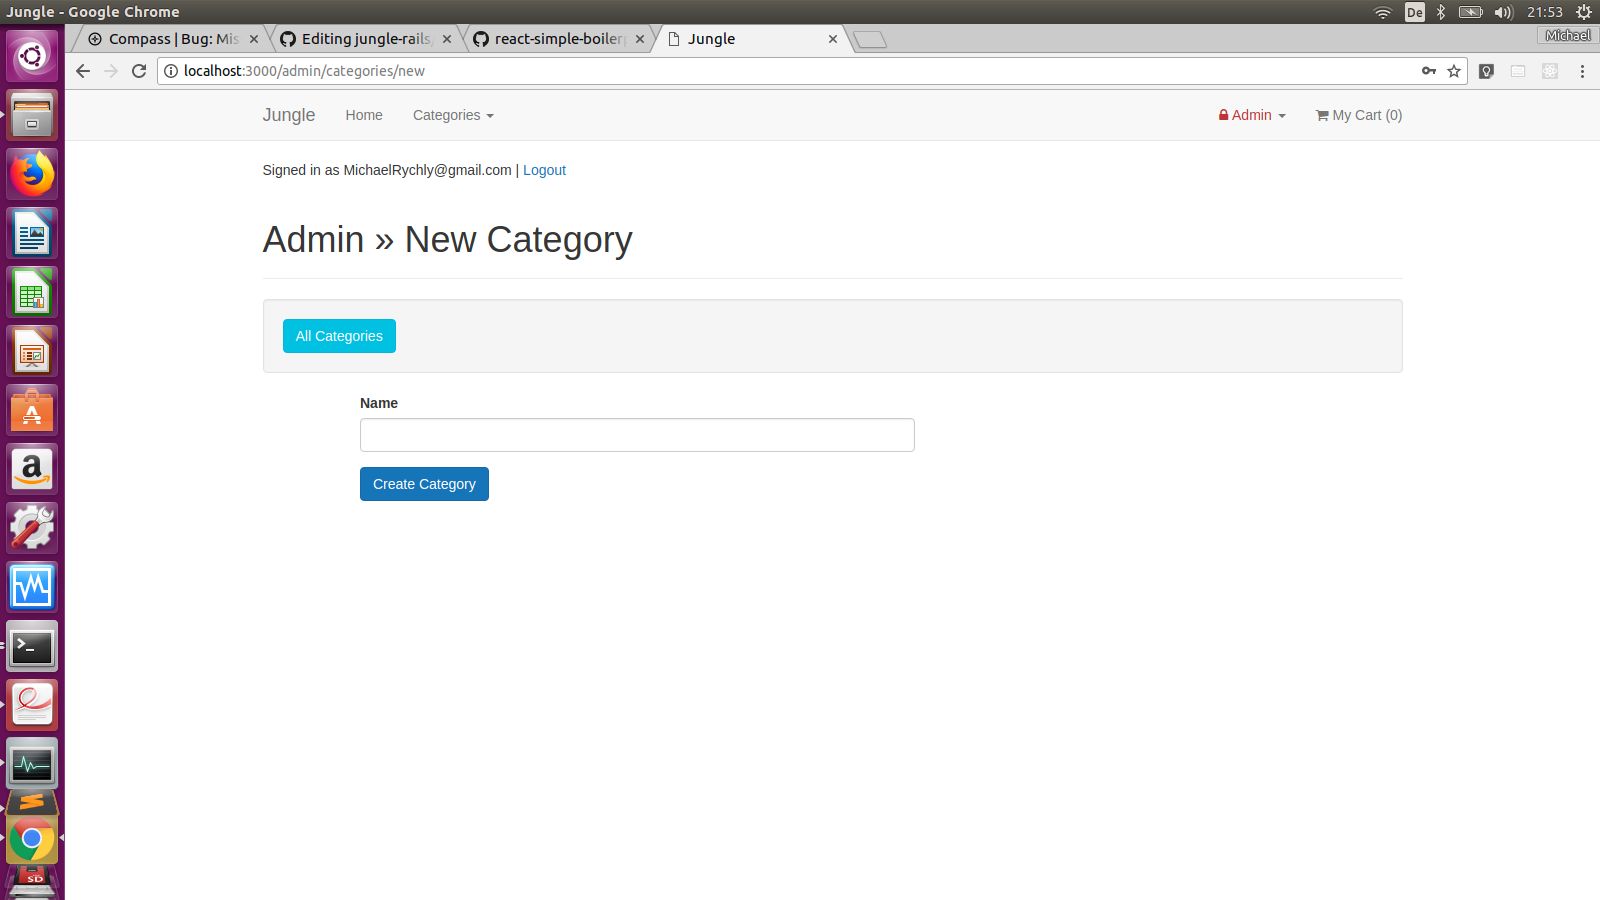 Jungle - Google Chrome
De
21:53
Compass | Bug: Mis
Editing jungle-rails
react-simple-boilerp
Jungle
Michael
localhost:3000/admin/categories/new
Jungle
Home
Categories
Admin
My Cart (0)
Signed in as MichaelRychly@gmail.com | Logout
Admin » New Category
All Categories
Name
Create Category
SD